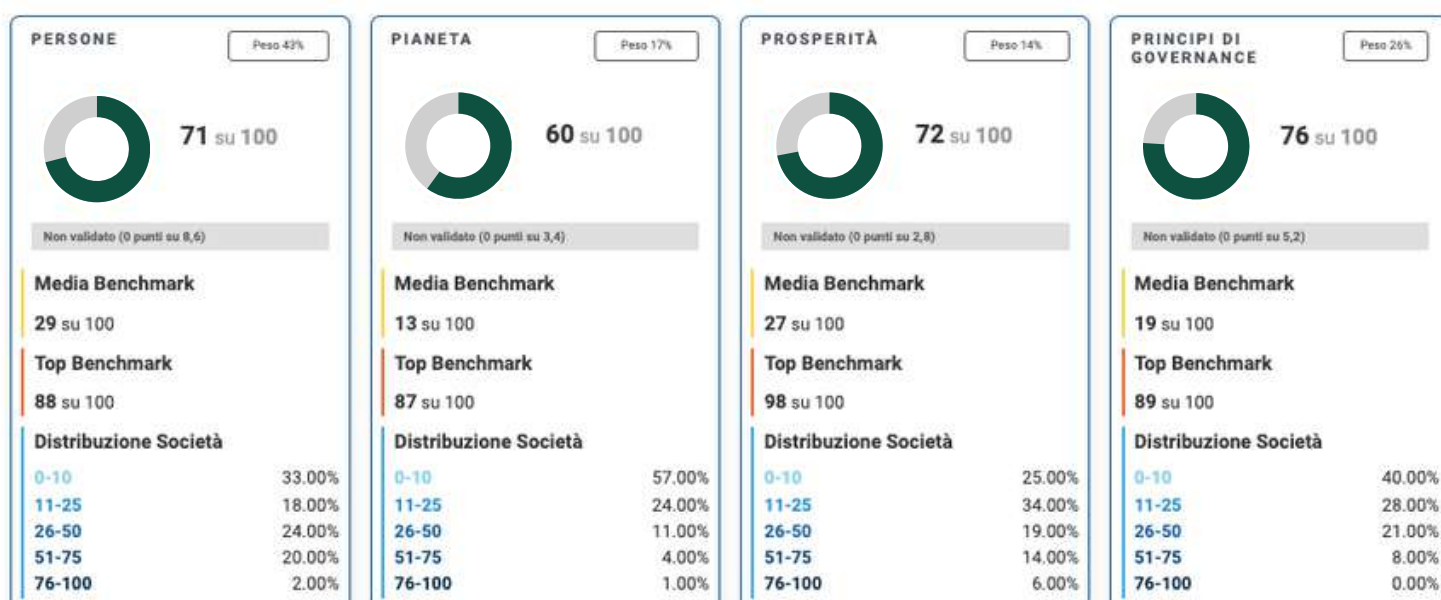 PERSONE
Peso 43%
71 su 100
Non validato (0 punti su 8,6)
Media Benchmark
29 su 100
Top Benchmark
88 su 100
Distribuzione Società
0-10 33.00%
11-25 18.00%
26-50 24.00%
51-75 20.00%
76-100 2.00%
PIANETA
Peso 17%
60 su 100
Non validato (0 punti su 3,4)
Media Benchmark
13 su 100
Top Benchmark
87 su 100
Distribuzione Società
0-10 57.00%
11-25 24.00%
26-50 11.00%
51-75 4.00%
76-100 1.00%
PROSPERITÀ
Peso 14%
72 su 100
Non validato (0 punti su 2,8)
Media Benchmark
27 su 100
Top Benchmark
98 su 100
Distribuzione Società
0-10 25.00%
11-25 34.00%
26-50 19.00%
51-75 14.00%
76-100 6.00%
PRINCIPI DI
GOVERNANCE
Peso 26%
76 su 100
Non validato (0 punti su 5,2)
Media Benchmark
19 su 100
Top Benchmark
89 su 100
Distribuzione Società
0-10 40.00%
11-25 28.00%
26-50 21.00%
51-75 8.00%
76-100 0.00%